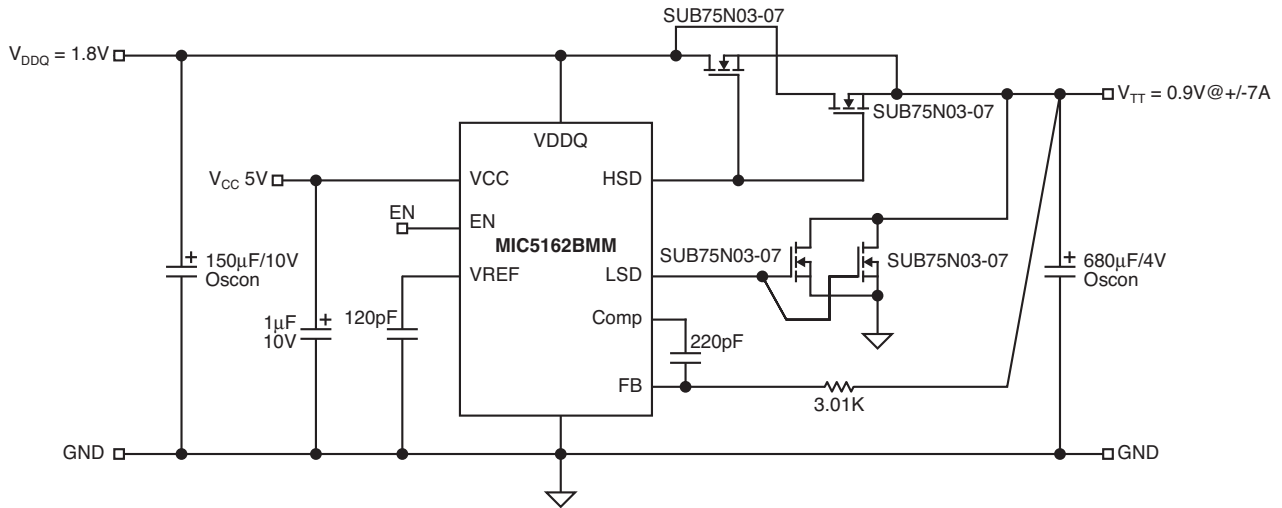 SUB75N03-07
V_DDQ = 1.8V
V_TT = 0.9V@+/-7A
SUB75N03-07
VDDQ
V_CC 5V
VCC
HSD
EN
EN
MIC5162BMM
SUB75N03-07
SUB75N03-07
150μF/10V
Oscon
VREF
LSD
680μF/4V
Oscon
1μF
10V
120pF
Comp
220pF
FB
3.01K
GND
GND